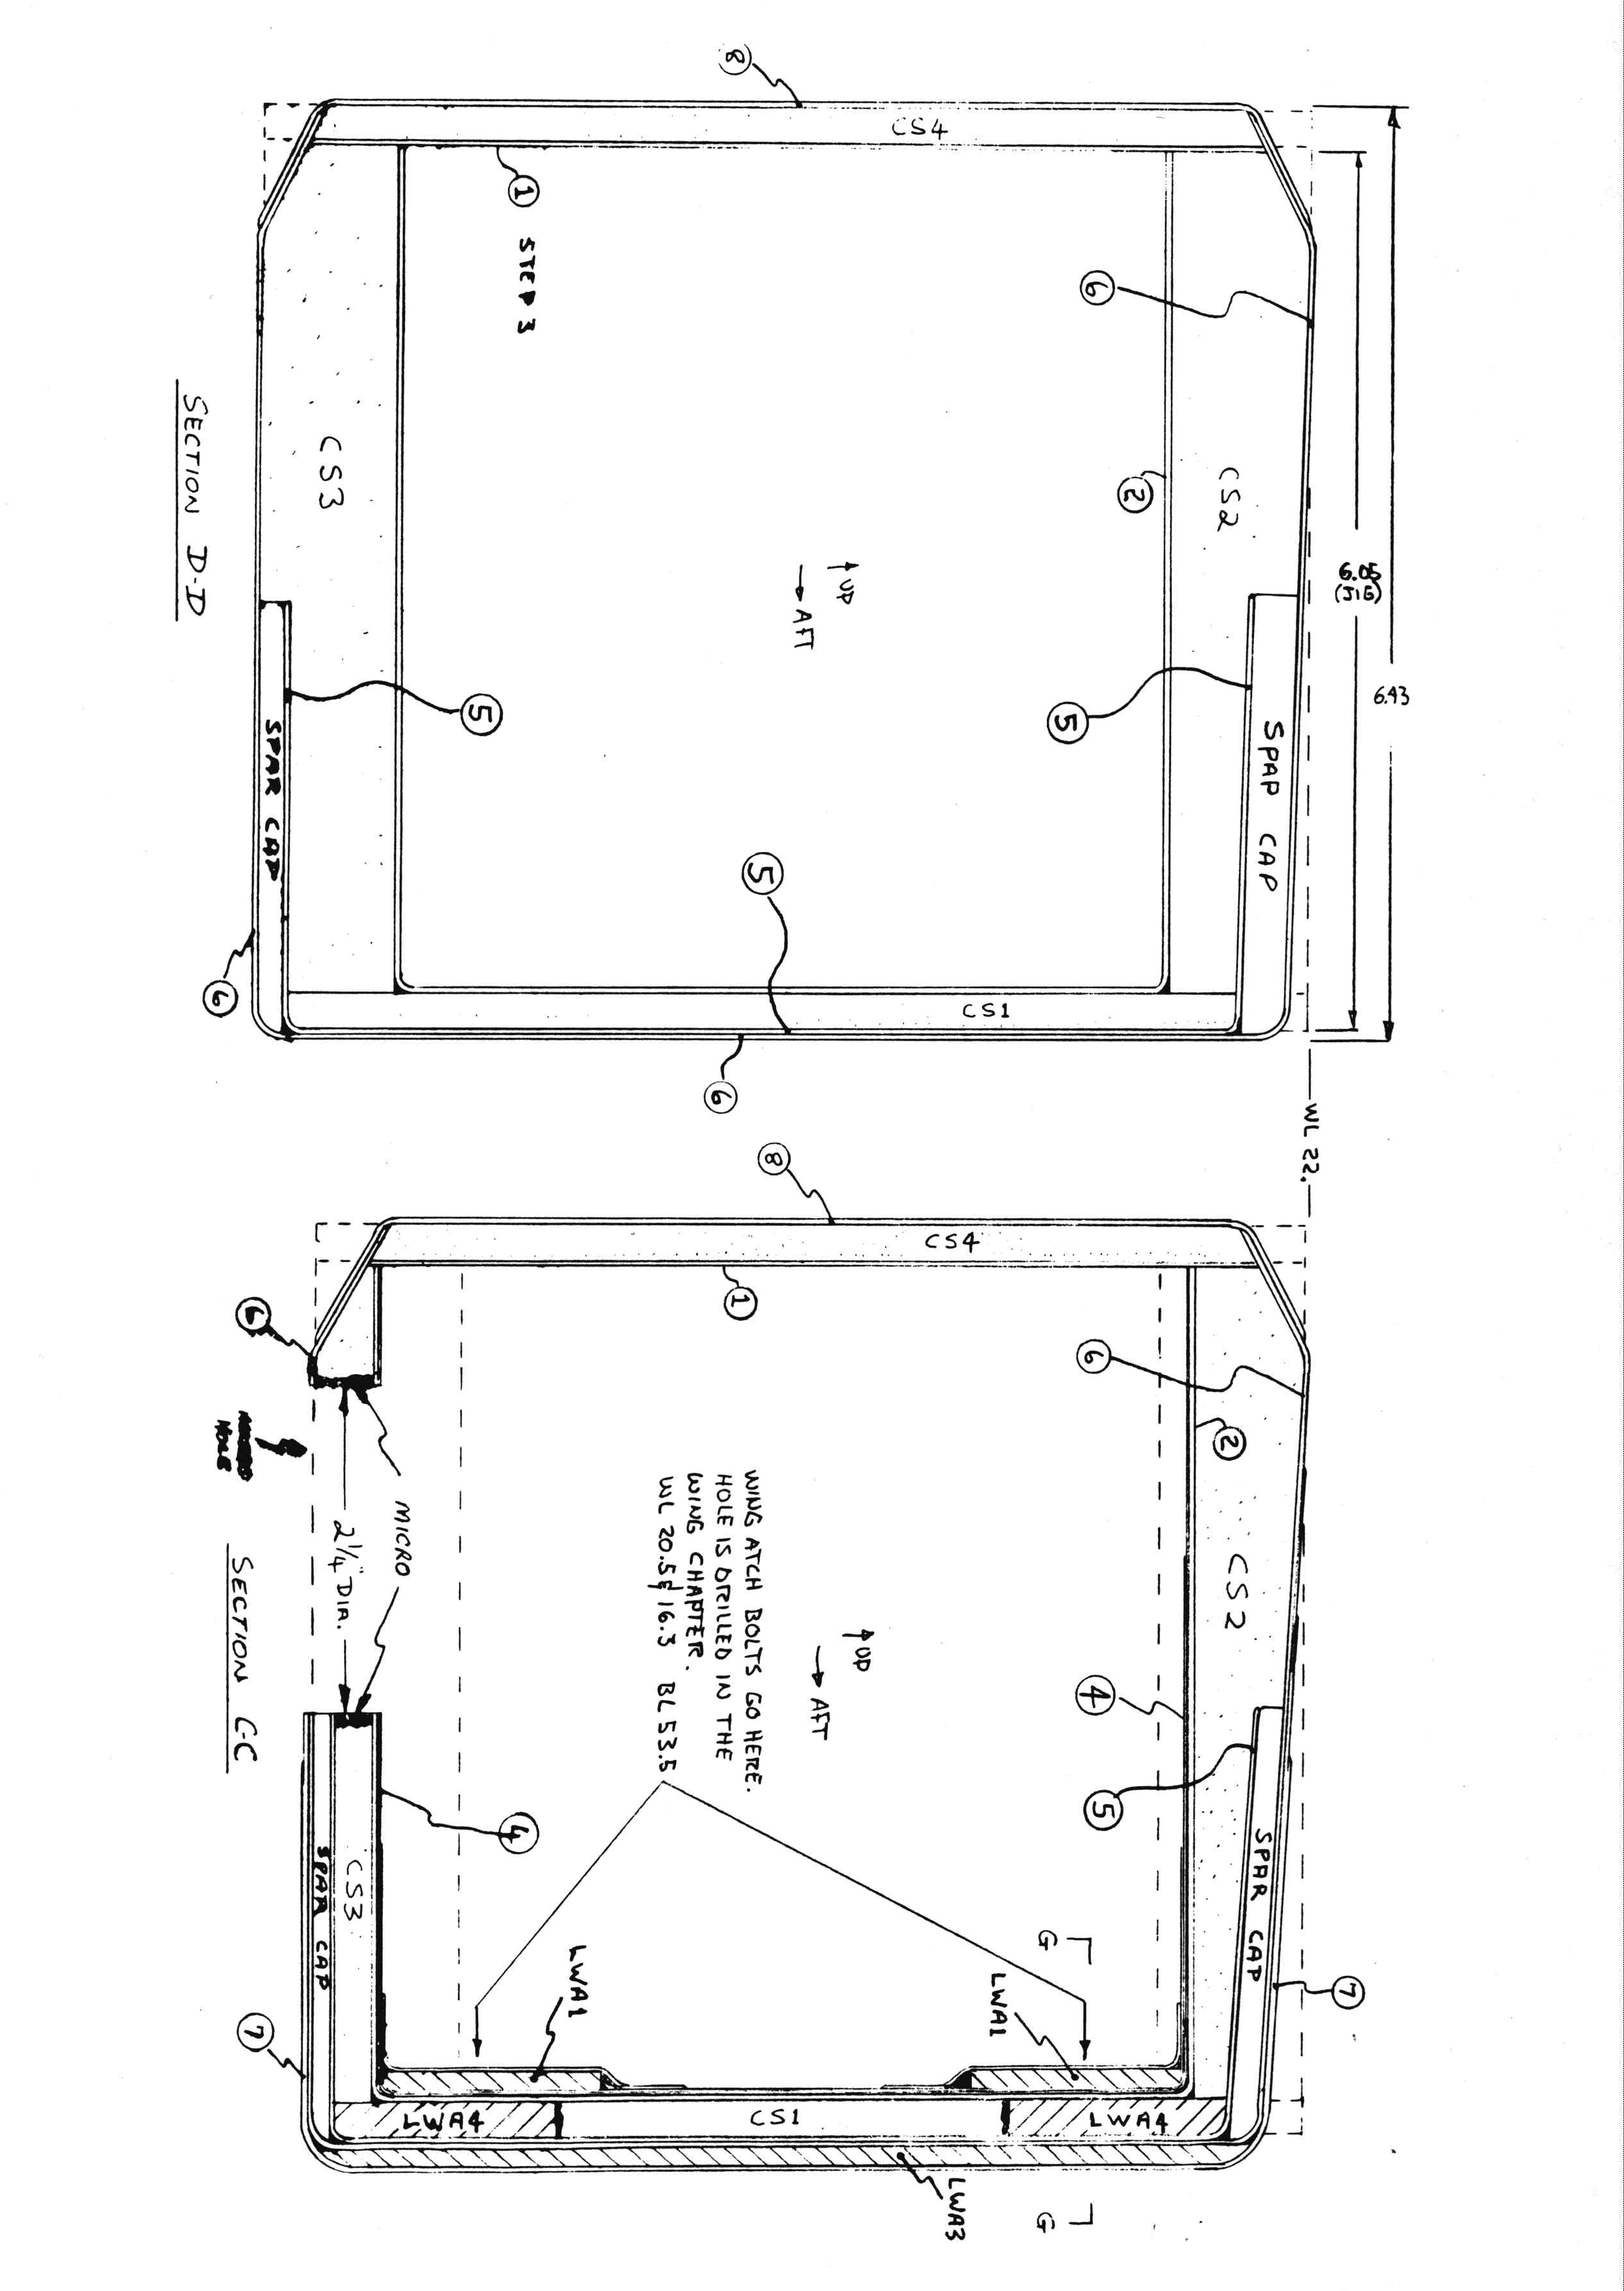 6.43
6.05
(JIG)
WL 22.
6
CS2
SPAP CAP
2
5
UP
AFT
8
CS4
1
STEP 3
5
CS1
6
5
CS3
SPAR CAP
6
SECTION D-D
6
CS2
SPAR CAP
7
2
4
5
UP
AFT
G
G
LWA1
8
CS4
1
WING ATCH BOLTS GO HERE.
HOLE IS DRILLED IN THE
WING CHAPTER.
WL 20.5 & 16.3 BL 53.5
LWA1
LWA4
CS1
LWA4
LWA3
4
MICRO
2 1/4" DIA.
CS3
SPAR CAP
6
HOLE
7
SECTION C-C